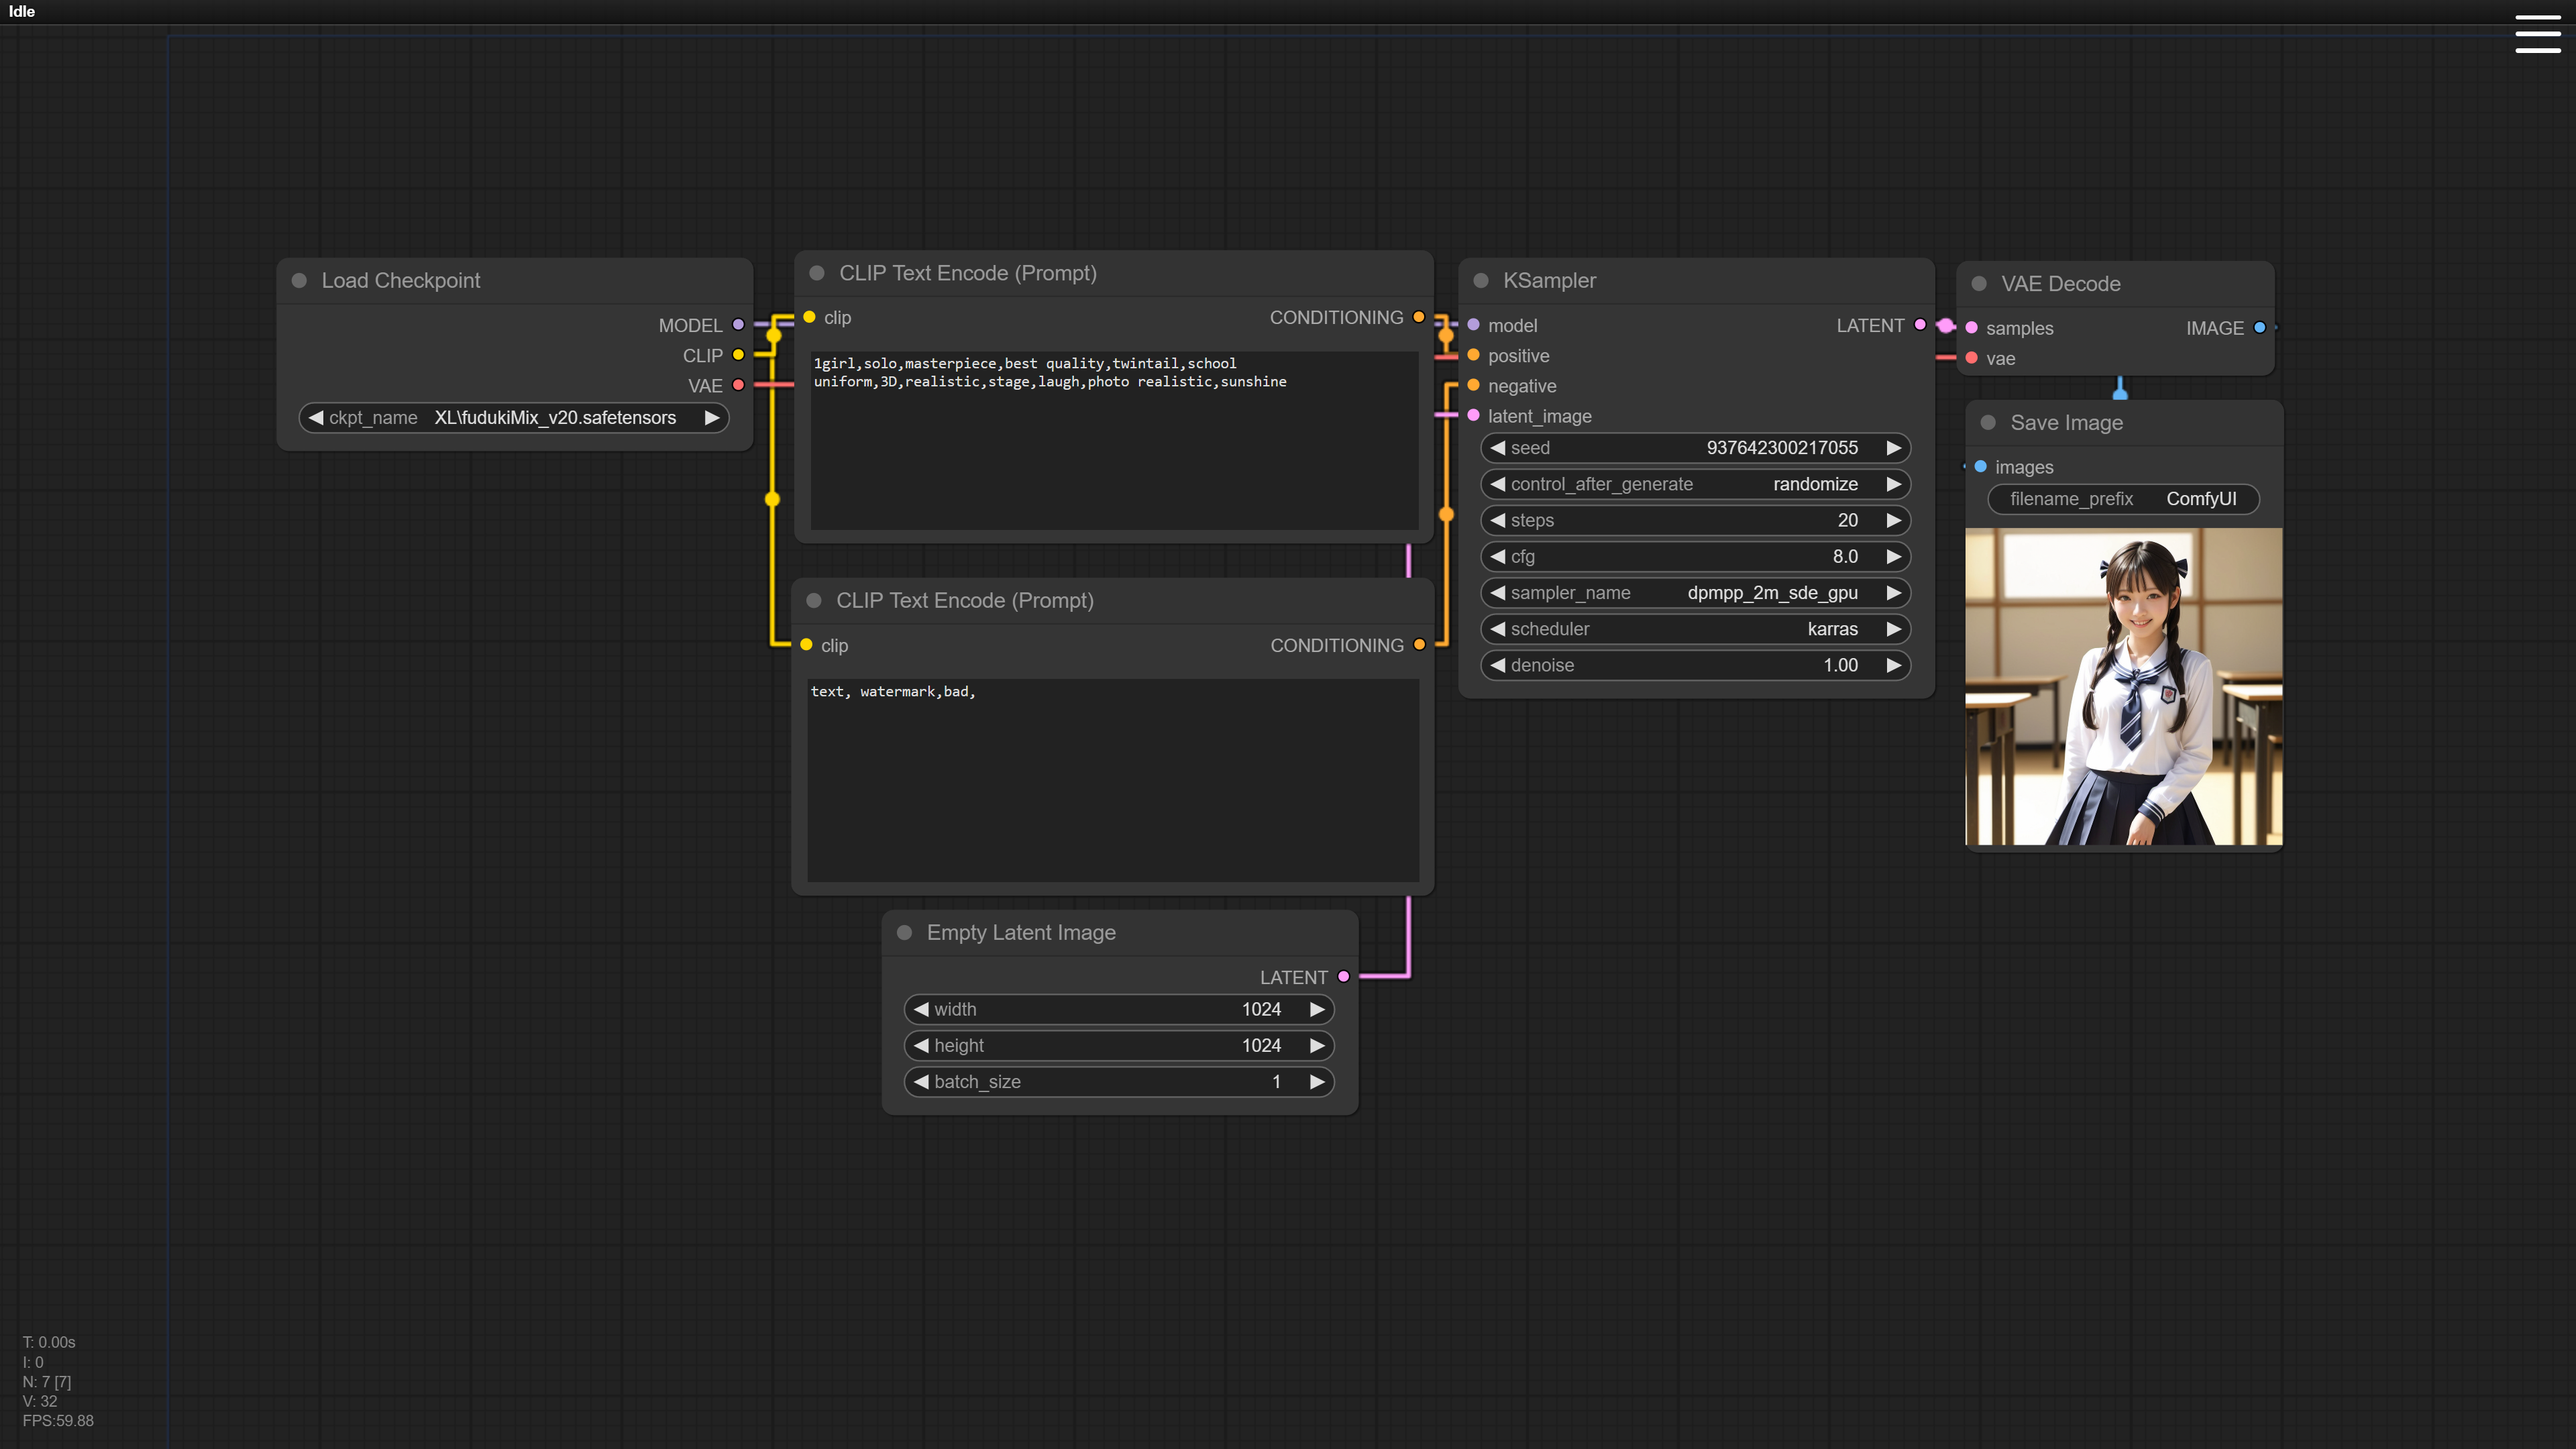 Idle
Load Checkpoint
MODEL
CLIP
VAE
ckpt_name XL\fudukiMix_v20.safetensors
CLIP Text Encode (Prompt)
clip CONDITIONING
1girl,solo,masterpiece,best quality,twintail,school
uniform,3D,realistic,stage,laugh,photo realistic,sunshine
CLIP Text Encode (Prompt)
clip CONDITIONING
text, watermark,bad,
Empty Latent Image
LATENT
width 1024
height 1024
batch_size 1
KSampler
model LATENT
positive
negative
latent_image
seed 937642300217055
control_after_generate randomize
steps 20
cfg 8.0
sampler_name dpmpp_2m_sde_gpu
scheduler karras
denoise 1.00
VAE Decode
samples IMAGE
vae
Save Image
images
filename_prefix ComfyUI
T: 0.00s
I: 0
N: 7 [7]
V: 32
FPS:59.88